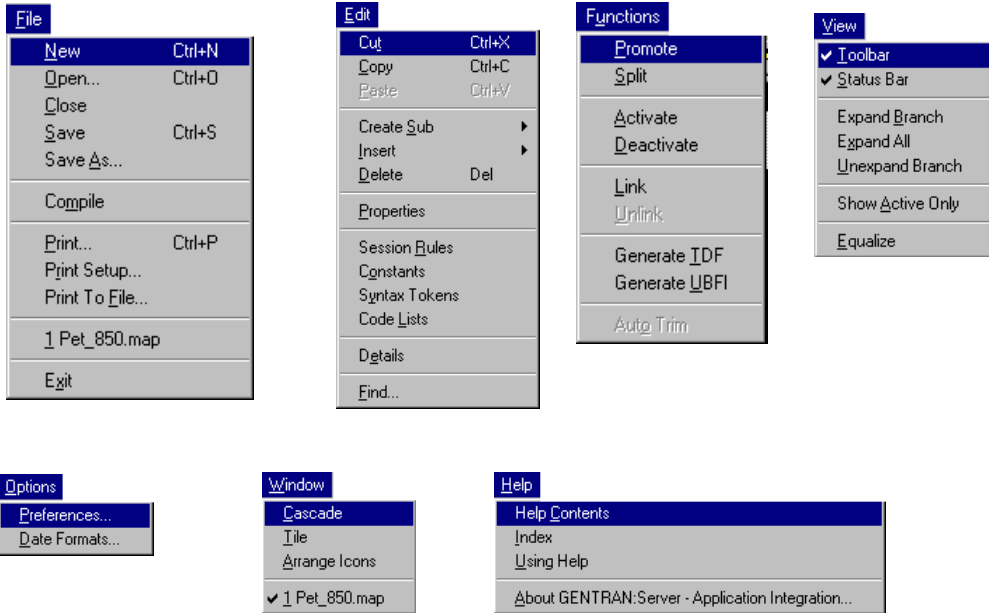 File
New Ctrl+N
Open... Ctrl+O
Close
Save Ctrl+S
Save As...
Compile
Print... Ctrl+P
Print Setup...
Print To File...
1 Pet_850.map
Exit
Edit
Cut Ctrl+X
Copy Ctrl+C
Paste Ctrl+V
Create Sub
Insert
Delete Del
Properties
Session Rules
Constants
Syntax Tokens
Code Lists
Details
Find...
Functions
Promote
Split
Activate
Deactivate
Link
Unlink
Generate TDF
Generate UBFI
Auto Trim
View
Toolbar
Status Bar
Expand Branch
Expand All
Unexpand Branch
Show Active Only
Equalize
Options
Preferences...
Date Formats...
Window
Cascade
Tile
Arrange Icons
1 Pet_850.map
Help
Help Contents
Index
Using Help
About GENTRAN:Server - Application Integration...